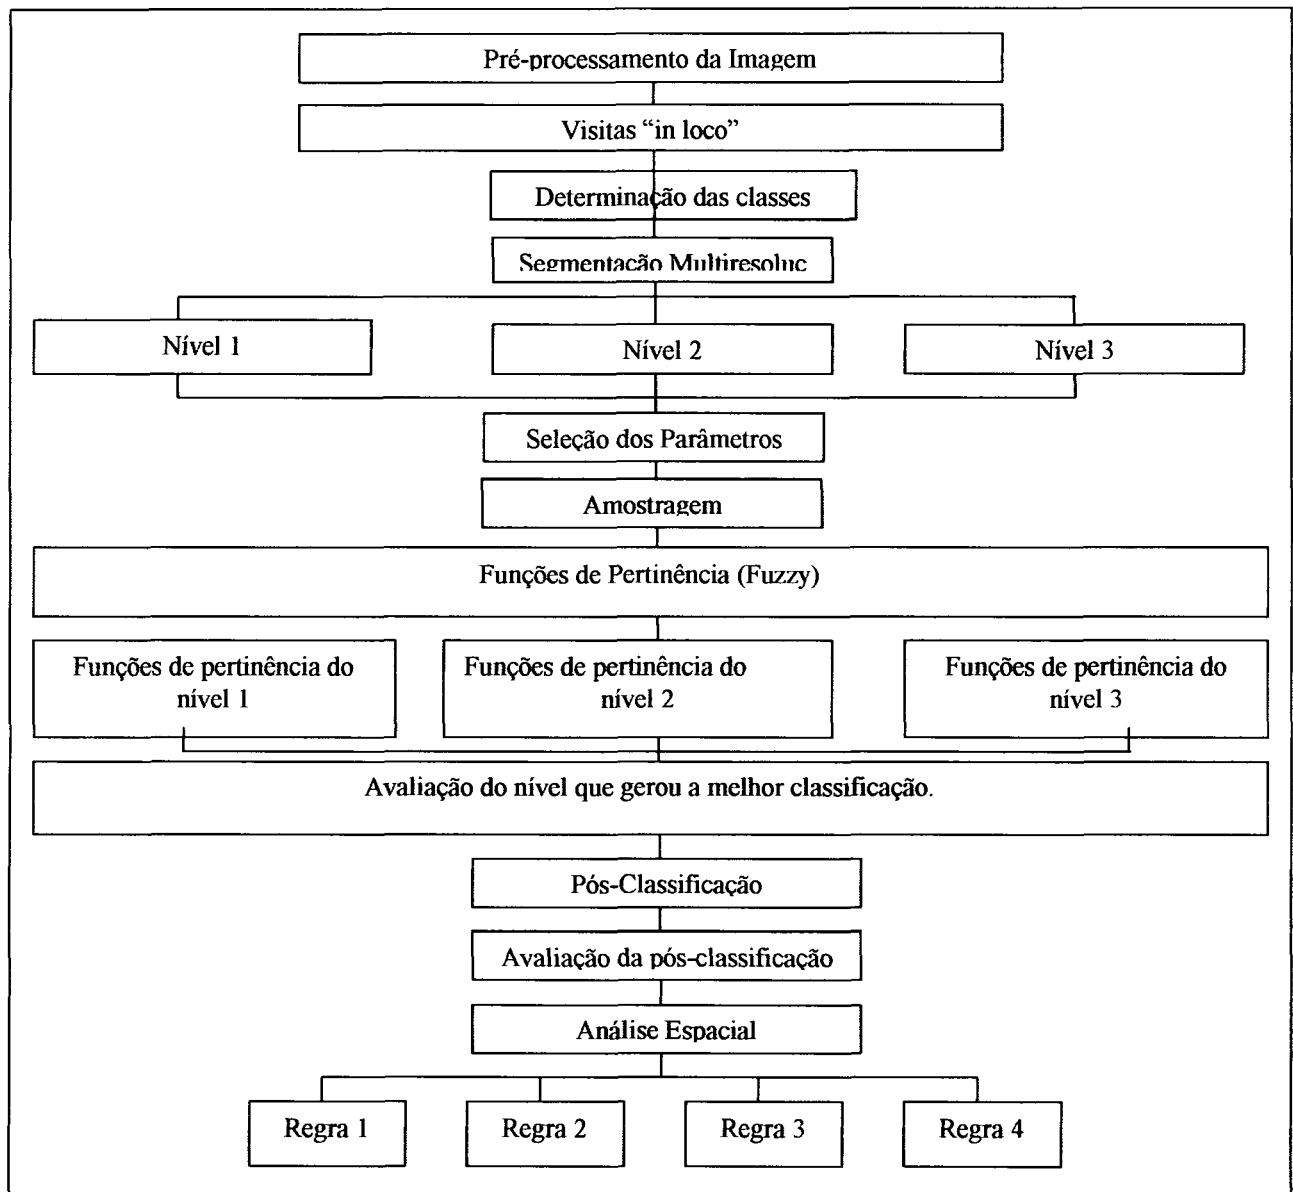 Pré-processamento da Imagem
Visitas “in loco”
Determinação das classes
Segmentação Multiresoluc
Nível 1
Nível 2
Nível 3
Seleção dos Parâmetros
Amostragem
Funções de Pertinência (Fuzzy)
Funções de pertinência do
nível 1
Funções de pertinência do
nível 2
Funções de pertinência do
nível 3
Avaliação do nível que gerou a melhor classificação.
Pós-Classificação
Avaliação da pós-classificação
Análise Espacial
Regra 1
Regra 2
Regra 3
Regra 4